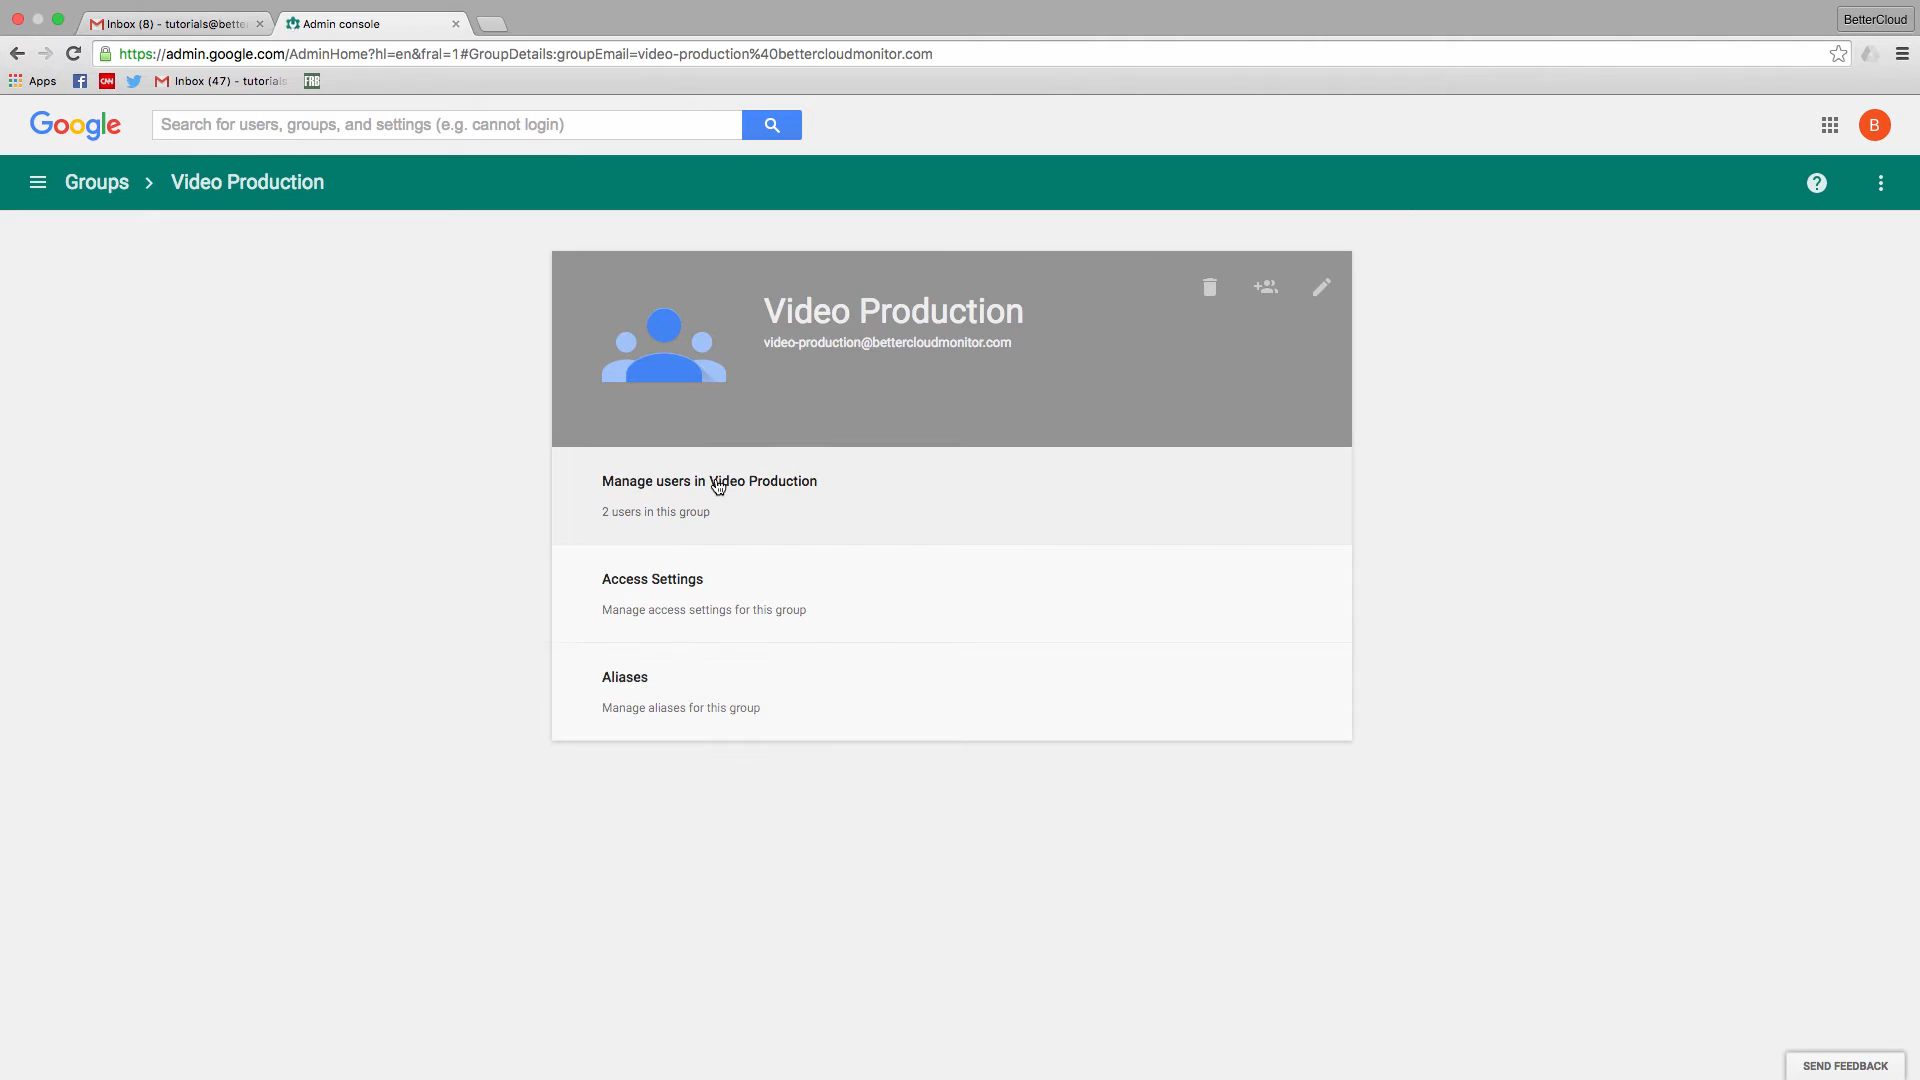 Inbox (8) - tutorials@bette
Admin console
BetterCloud
https://admin.google.com/AdminHome?hl=en&fral=1#GroupDetails:groupEmail=video-production%40bettercloudmonitor.com
Apps
CNN
Inbox (47) - tutorials
FRB
Google
Search for users, groups, and settings (e.g. cannot login)
B
Groups > Video Production
?
Video Production
video-production@bettercloudmonitor.com
Manage users in Video Production
2 users in this group
Access Settings
Manage access settings for this group
Aliases
Manage aliases for this group
SEND FEEDBACK